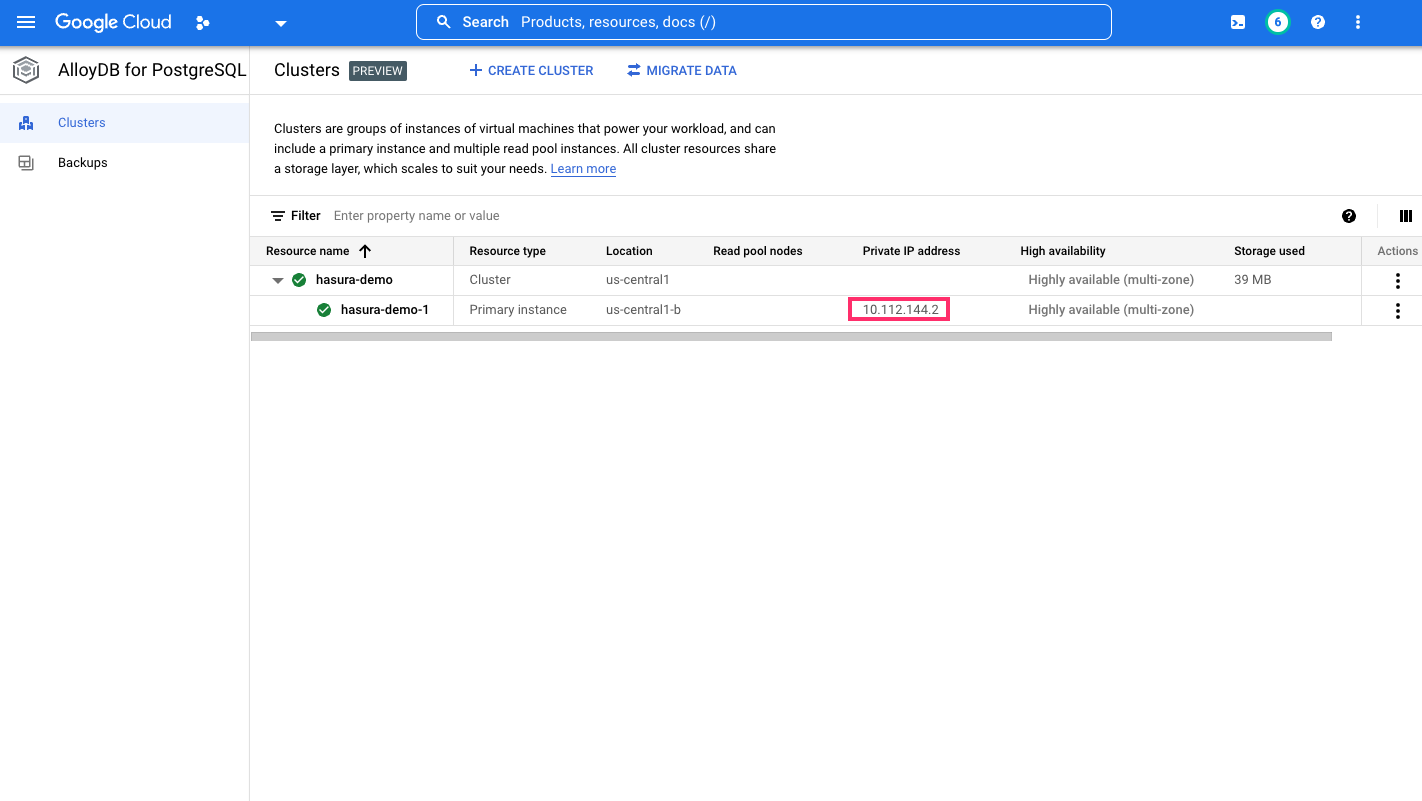 Google Cloud
Search Products, resources, docs (/)
6
AlloyDB for PostgreSQL
Clusters PREVIEW
CREATE CLUSTER
MIGRATE DATA
Clusters
Backups
Clusters are groups of instances of virtual machines that power your workload, and can
include a primary instance and multiple read pool instances. All cluster resources share
a storage layer, which scales to suit your needs. Learn more
Filter Enter property name or value
Resource name Resource type Location Read pool nodes Private IP address High availability Storage used Actions
hasura-demo Cluster us-central1 Highly available (multi-zone) 39 MB
hasura-demo-1 Primary instance us-central1-b 10.112.144.2 Highly available (multi-zone)